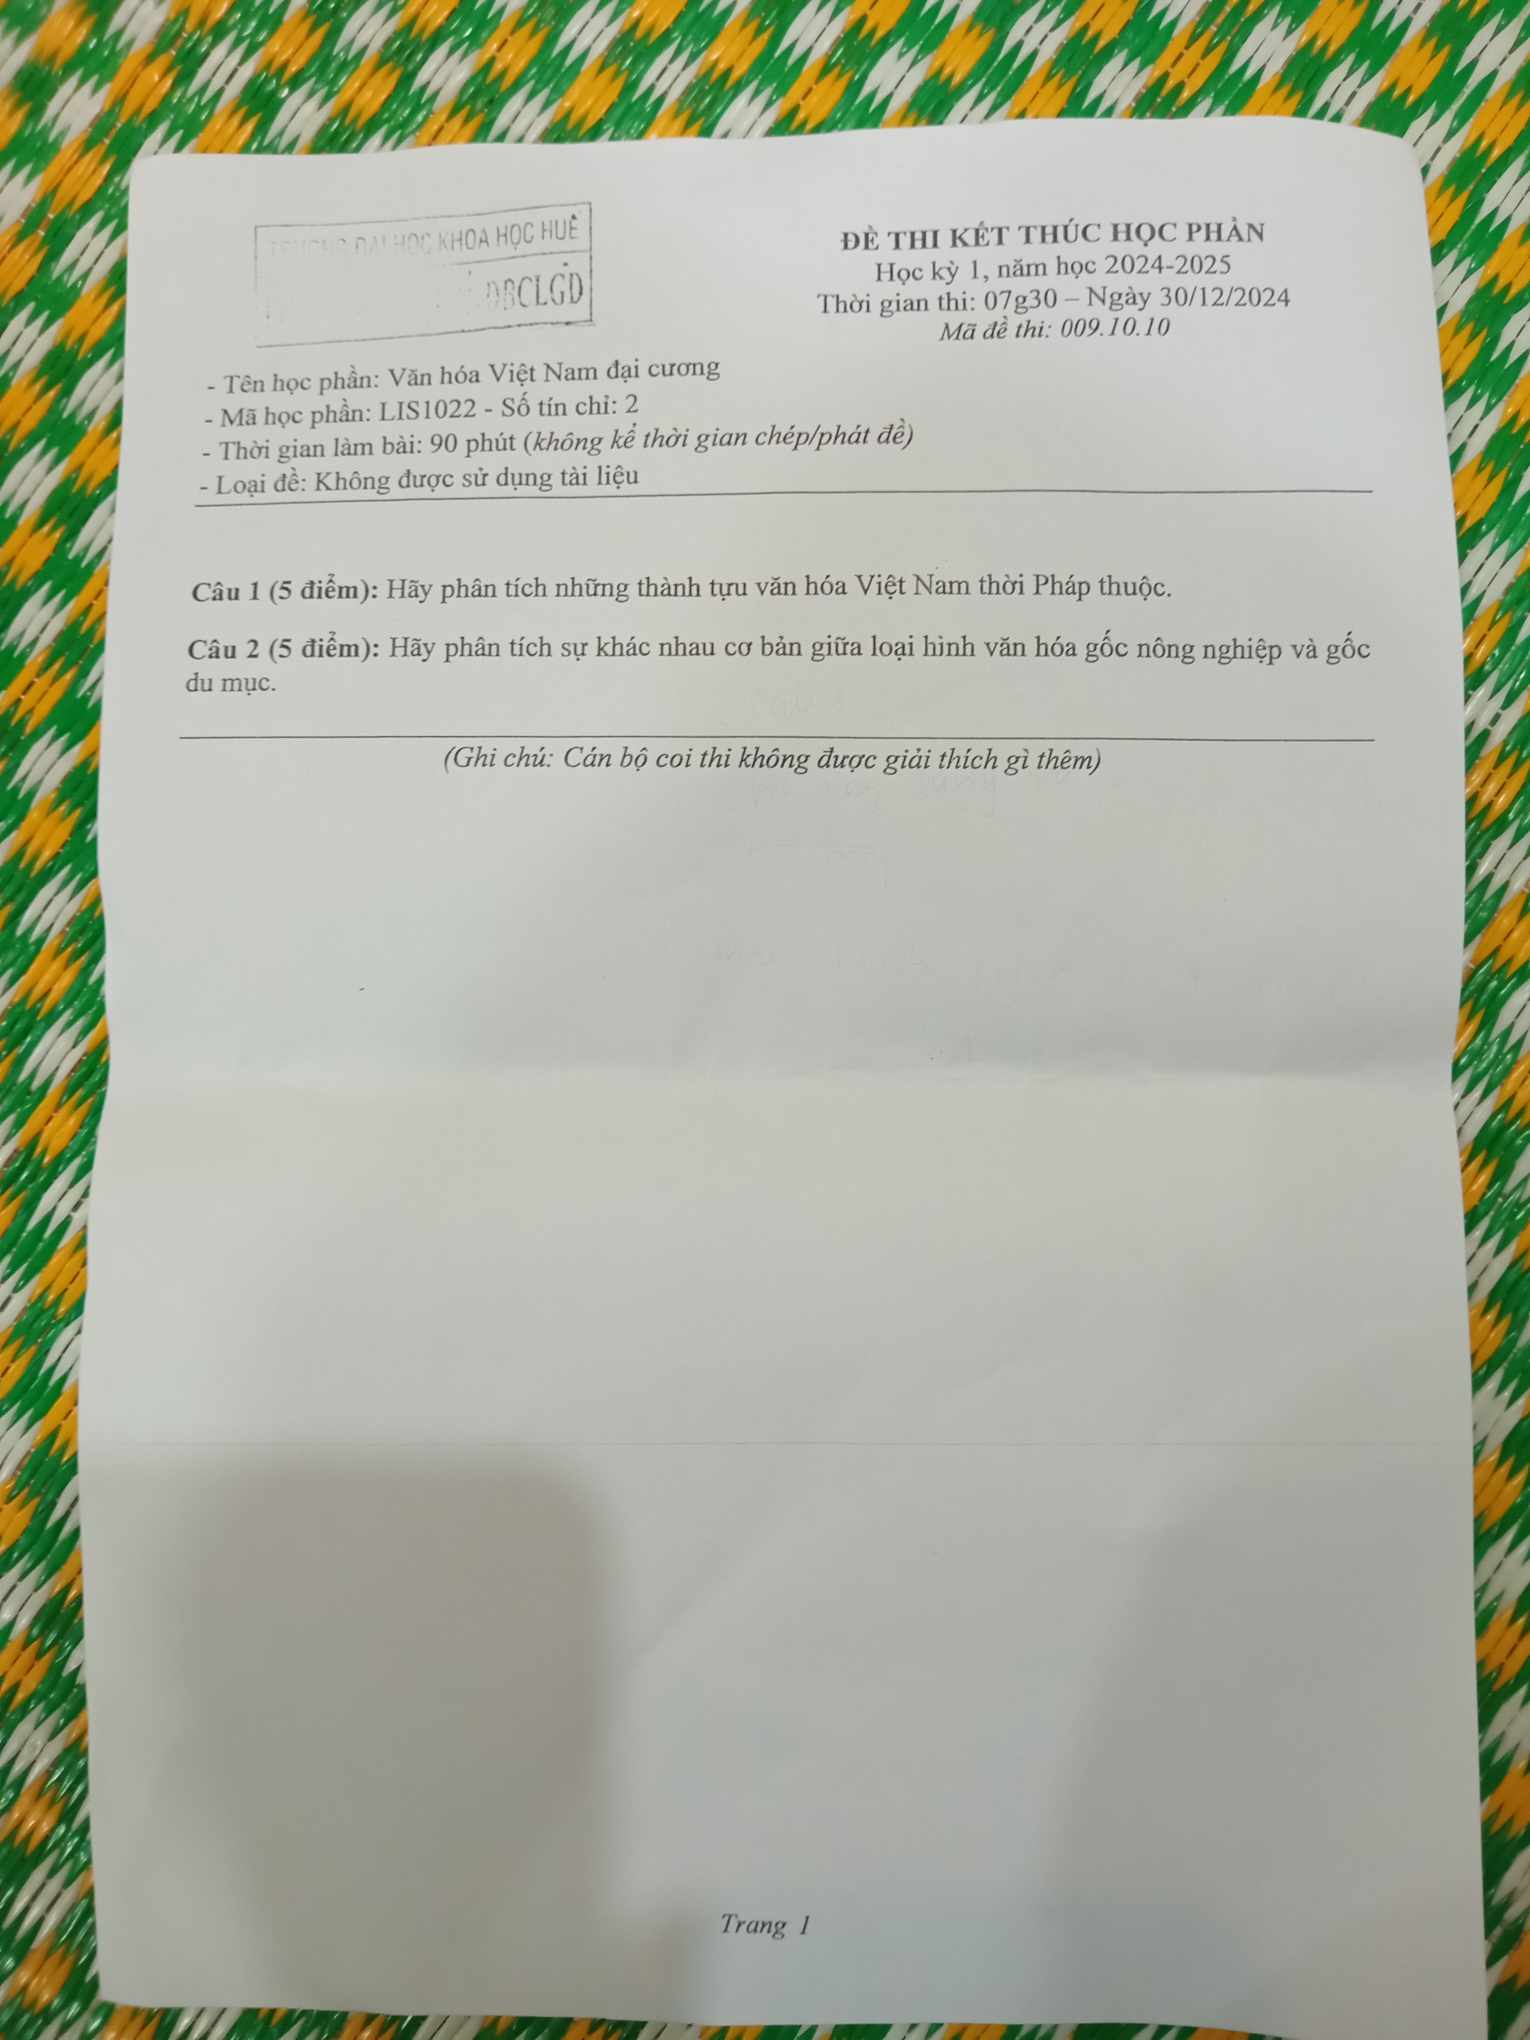 TRƯỜNG ĐẠI HỌC KHOA HỌC HUẾ
ĐBCLGD
ĐỀ THI KẾT THÚC HỌC PHẦN
Học kỳ 1, năm học 2024-2025
Thời gian thi: 07g30 – Ngày 30/12/2024
Mã đề thi: 009.10.10
- Tên học phần: Văn hóa Việt Nam đại cương
- Mã học phần: LIS1022 - Số tín chỉ: 2
- Thời gian làm bài: 90 phút (không kể thời gian chép/phát đề)
- Loại đề: Không được sử dụng tài liệu
Câu 1 (5 điểm): Hãy phân tích những thành tựu văn hóa Việt Nam thời Pháp thuộc.
Câu 2 (5 điểm): Hãy phân tích sự khác nhau cơ bản giữa loại hình văn hóa gốc nông nghiệp và gốc
du mục.
(Ghi chú: Cán bộ coi thi không được giải thích gì thêm)
Trang 1